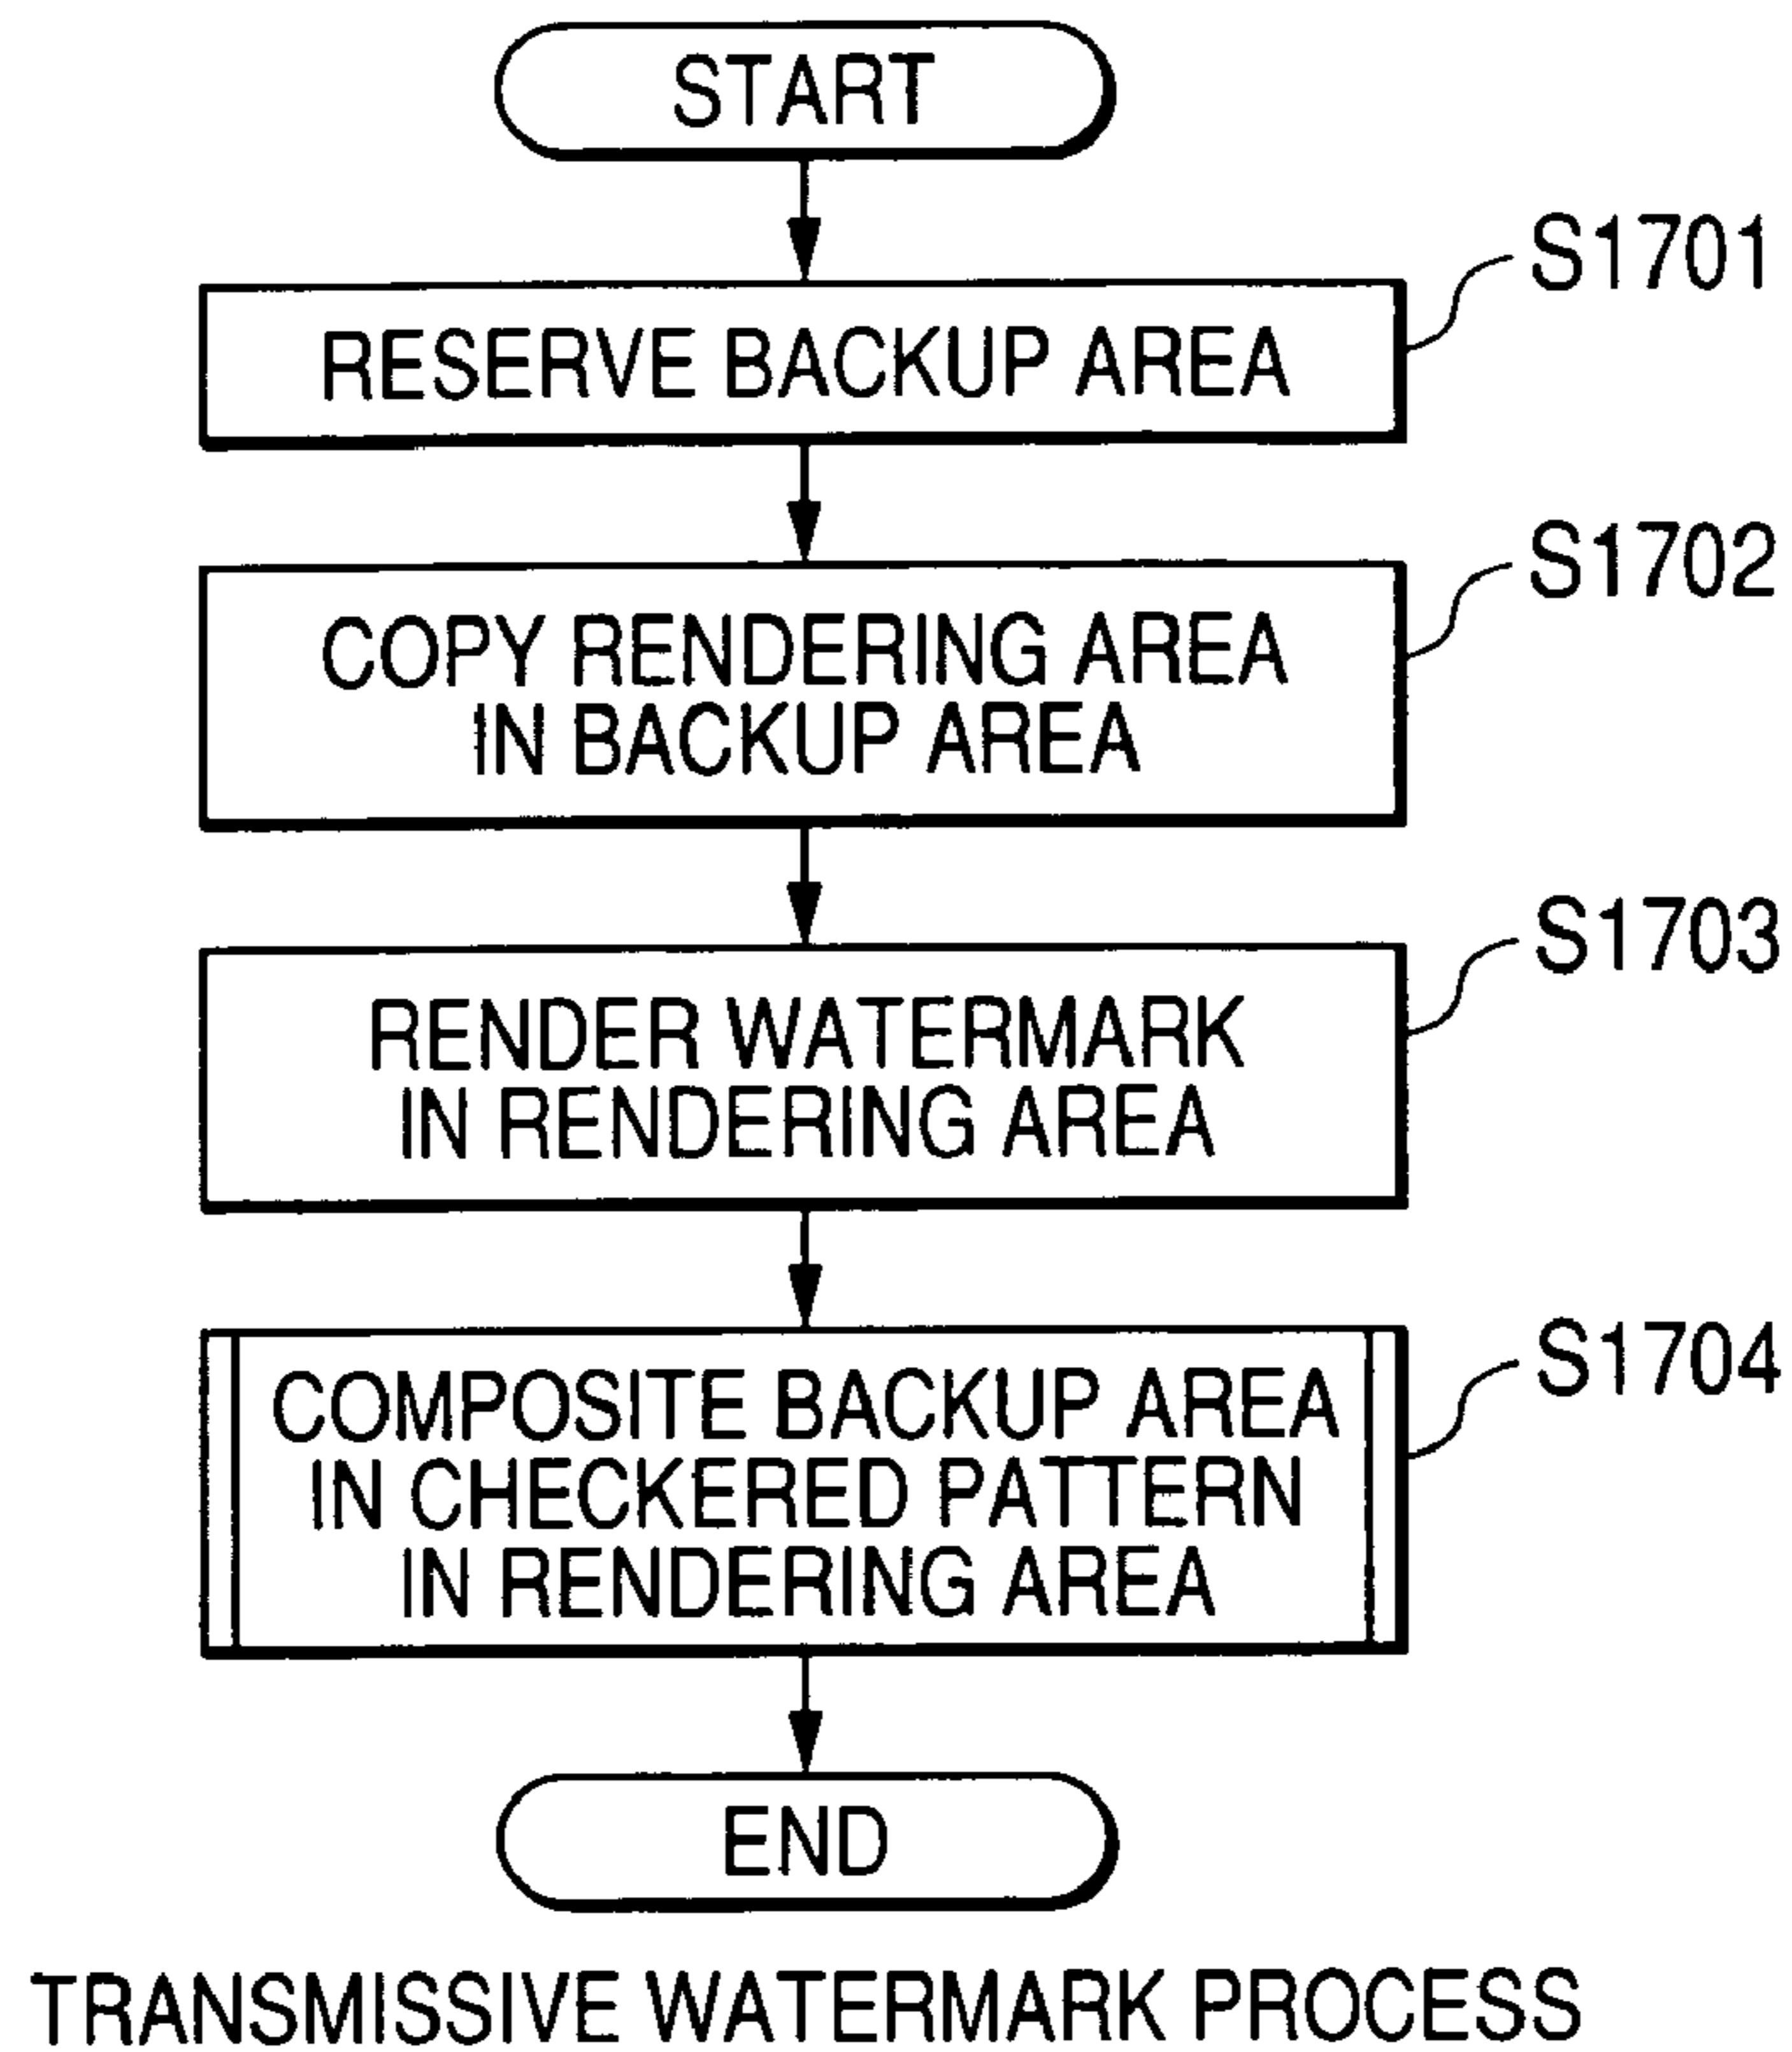 START
S1701
RESERVE BACKUP AREA
S1702
COPY RENDERING AREA
IN BACKUP AREA
S1703
RENDER WATERMARK
IN RENDERING AREA
S1704
COMPOSITE BACKUP AREA
IN CHECKERED PATTERN
IN RENDERING AREA
END
TRANSMISSIVE WATERMARK PROCESS